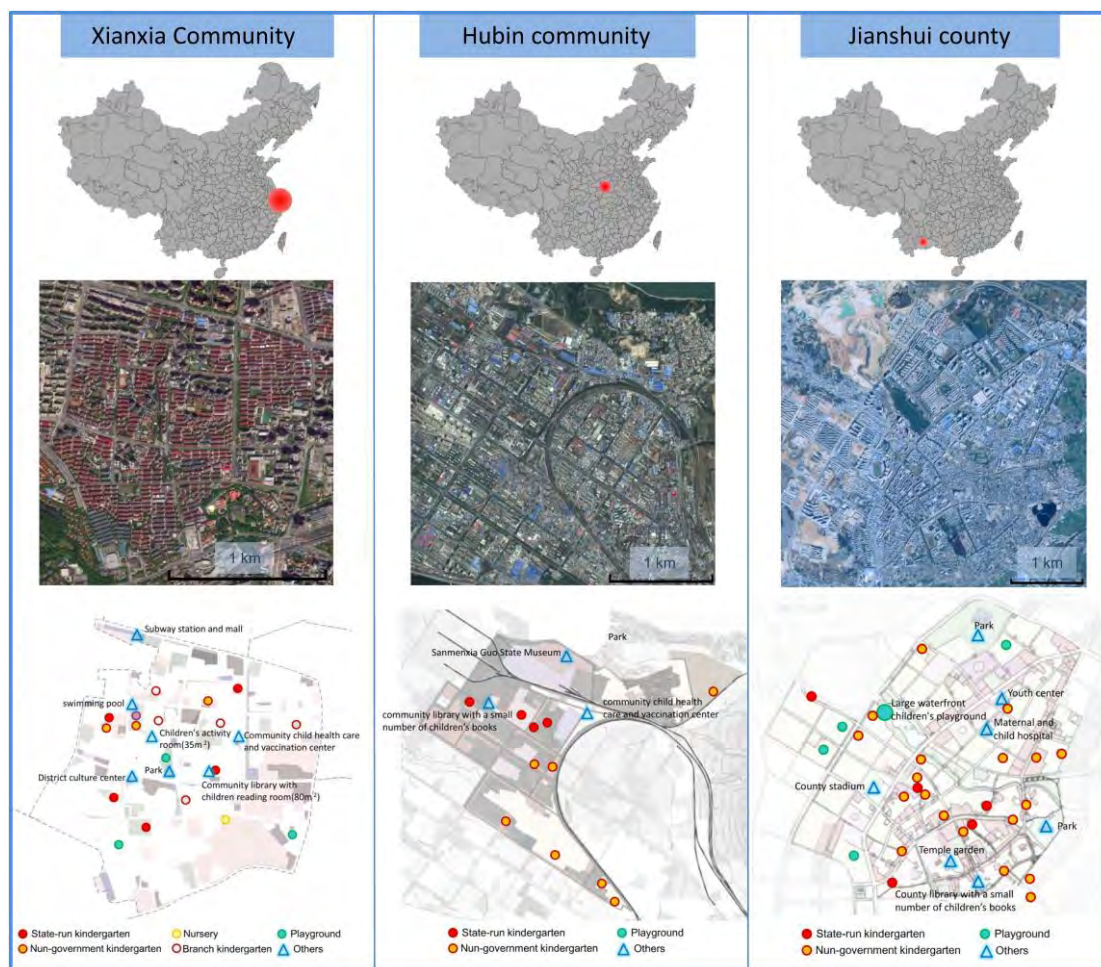 Xianxia Community
Hubin community
Jianshui county
1 km
1 km
1 km
Subway station and mall
swimming pool
Children's activity
room(35m²)
Community child health care
and vaccination center
District culture center
Park
Community library with
children reading room(80m²)
Park
Sanmenxia Guo State Museum
community library with a small
number of children's books
community child health
care and vaccination center
Park
Youth center
Large waterfront
children's playground
Maternal and
child hospital
County stadium
Park
Temple garden
County library with a small
number of children's books
State-run kindergarten
Nursery
Playground
Nun-government kindergarten
Branch kindergarten
Others
State-run kindergarten
Playground
Nun-government kindergarten
Others
State-run kindergarten
Playground
Nun-government kindergarten
Others